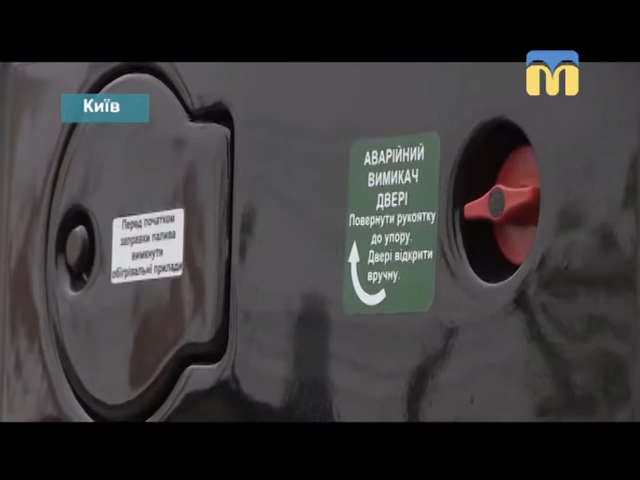 Київ
М
Перед початком
заправки палива
вимкнути
обігрівальні прилади
АВАРІЙНИЙ
ВИМИКАЧ
ДВЕРІ
Повернути рукоятку
до упору.
Двері відкрити
вручну.